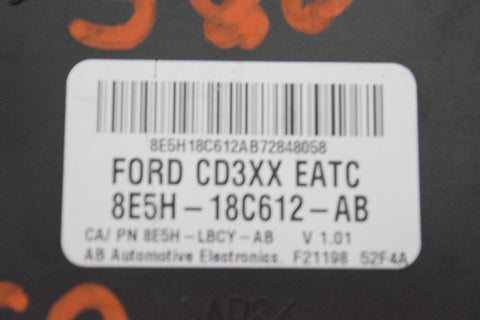 8E5H18C612AB72848058
FORD CD3XX EATC
8E5H-18C612-AB
CA/ PN 8E5H-LBCY-AB V 1.01
AB Automotive Electronics. F21198 52F4A